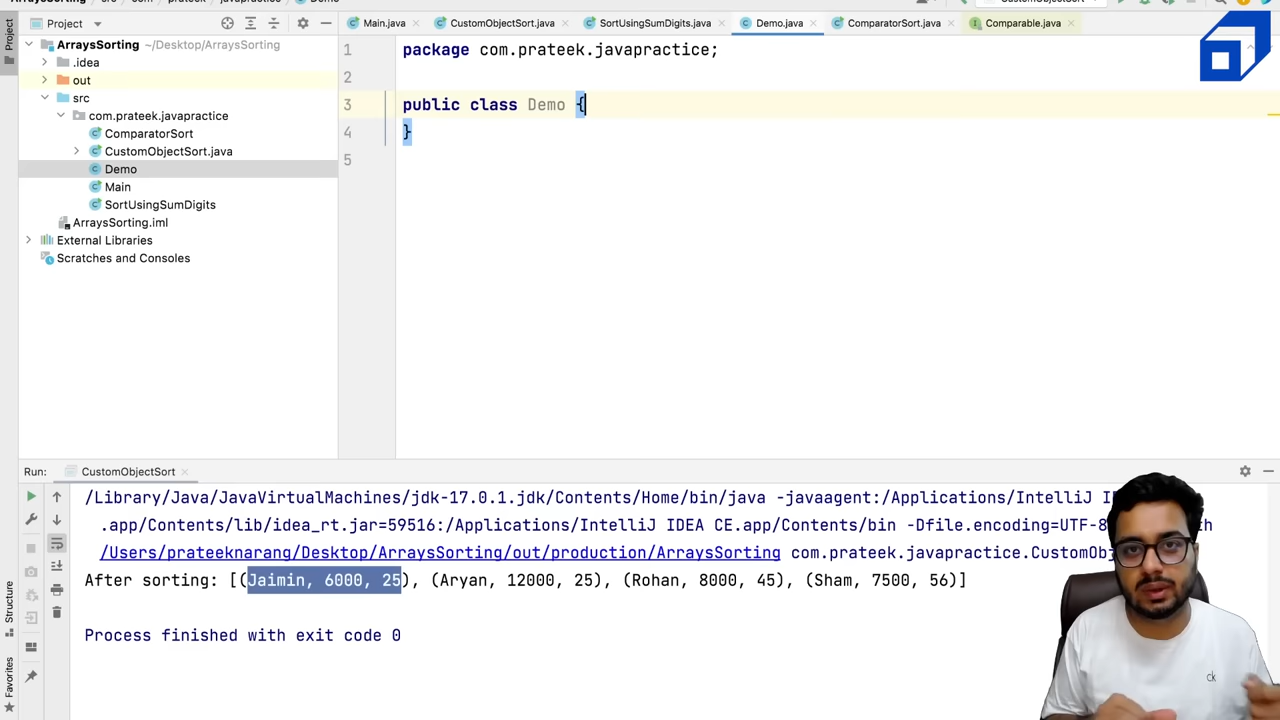 Project
ArraysSorting ~/Desktop/ArraysSorting
.idea
out
src
com.prateek.javapractice
ComparatorSort
CustomObjectSort.java
Demo
Main
SortUsingSumDigits
ArraysSorting.iml
External Libraries
Scratches and Consoles
Main.java
CustomObjectSort.java
SortUsingSumDigits.java
Demo.java
ComparatorSort.java
Comparable.java
1 package com.prateek.javapractice;
2
3 public class Demo {
4 }
5
Run: CustomObjectSort
/Library/Java/JavaVirtualMachines/jdk-17.0.1.jdk/Contents/Home/bin/java -javaagent:/Applications/IntelliJ
.app/Contents/lib/idea_rt.jar=59516:/Applications/IntelliJ IDEA CE.app/Contents/bin -Dfile.encoding=UTF-8
/Users/prateeknarang/Desktop/ArraysSorting/out/production/ArraysSorting com.prateek.javapractice.CustomOb
After sorting: [(Jaimin, 6000, 25), (Aryan, 12000, 25), (Rohan, 8000, 45), (Sham, 7500, 56)]
Process finished with exit code 0
Project
Structure
Favorites
ck